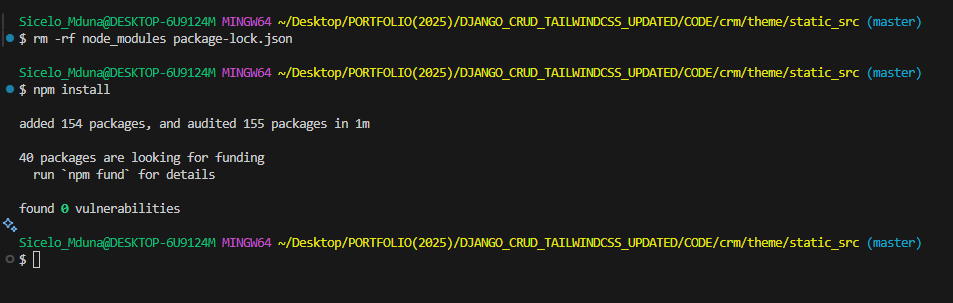 Sicelo_Mduna@DESKTOP-6U9124M MINGW64 ~/Desktop/PORTFOLIO(2025)/DJANGO_CRUD_TAILWINDCSS_UPDATED/CODE/crm/theme/static_src (master)
$ rm -rf node_modules package-lock.json
Sicelo_Mduna@DESKTOP-6U9124M MINGW64 ~/Desktop/PORTFOLIO(2025)/DJANGO_CRUD_TAILWINDCSS_UPDATED/CODE/crm/theme/static_src (master)
$ npm install
added 154 packages, and audited 155 packages in 1m
40 packages are looking for funding
  run `npm fund` for details
found 0 vulnerabilities
Sicelo_Mduna@DESKTOP-6U9124M MINGW64 ~/Desktop/PORTFOLIO(2025)/DJANGO_CRUD_TAILWINDCSS_UPDATED/CODE/crm/theme/static_src (master)
$